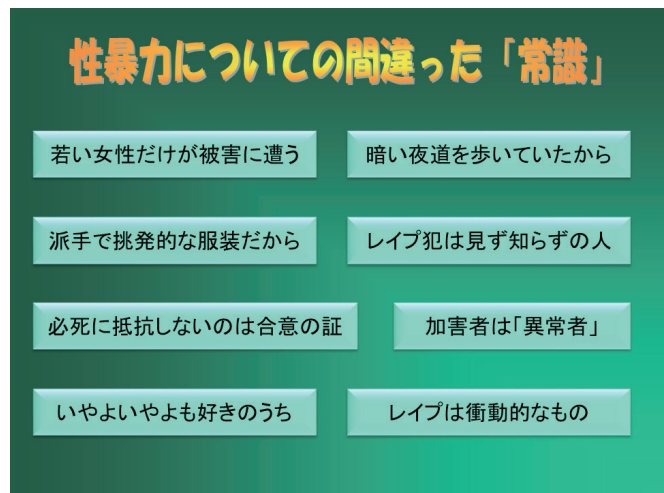 性暴力についての間違った「常識」
若い女性だけが被害に遭う
暗い夜道を歩いていたから
派手で挑発的な服装だから
レイプ犯は見ず知らずの人
必死に抵抗しないのは合意の証
加害者は「異常者」
いやよいやよも好きのうち
レイプは衝動的なもの